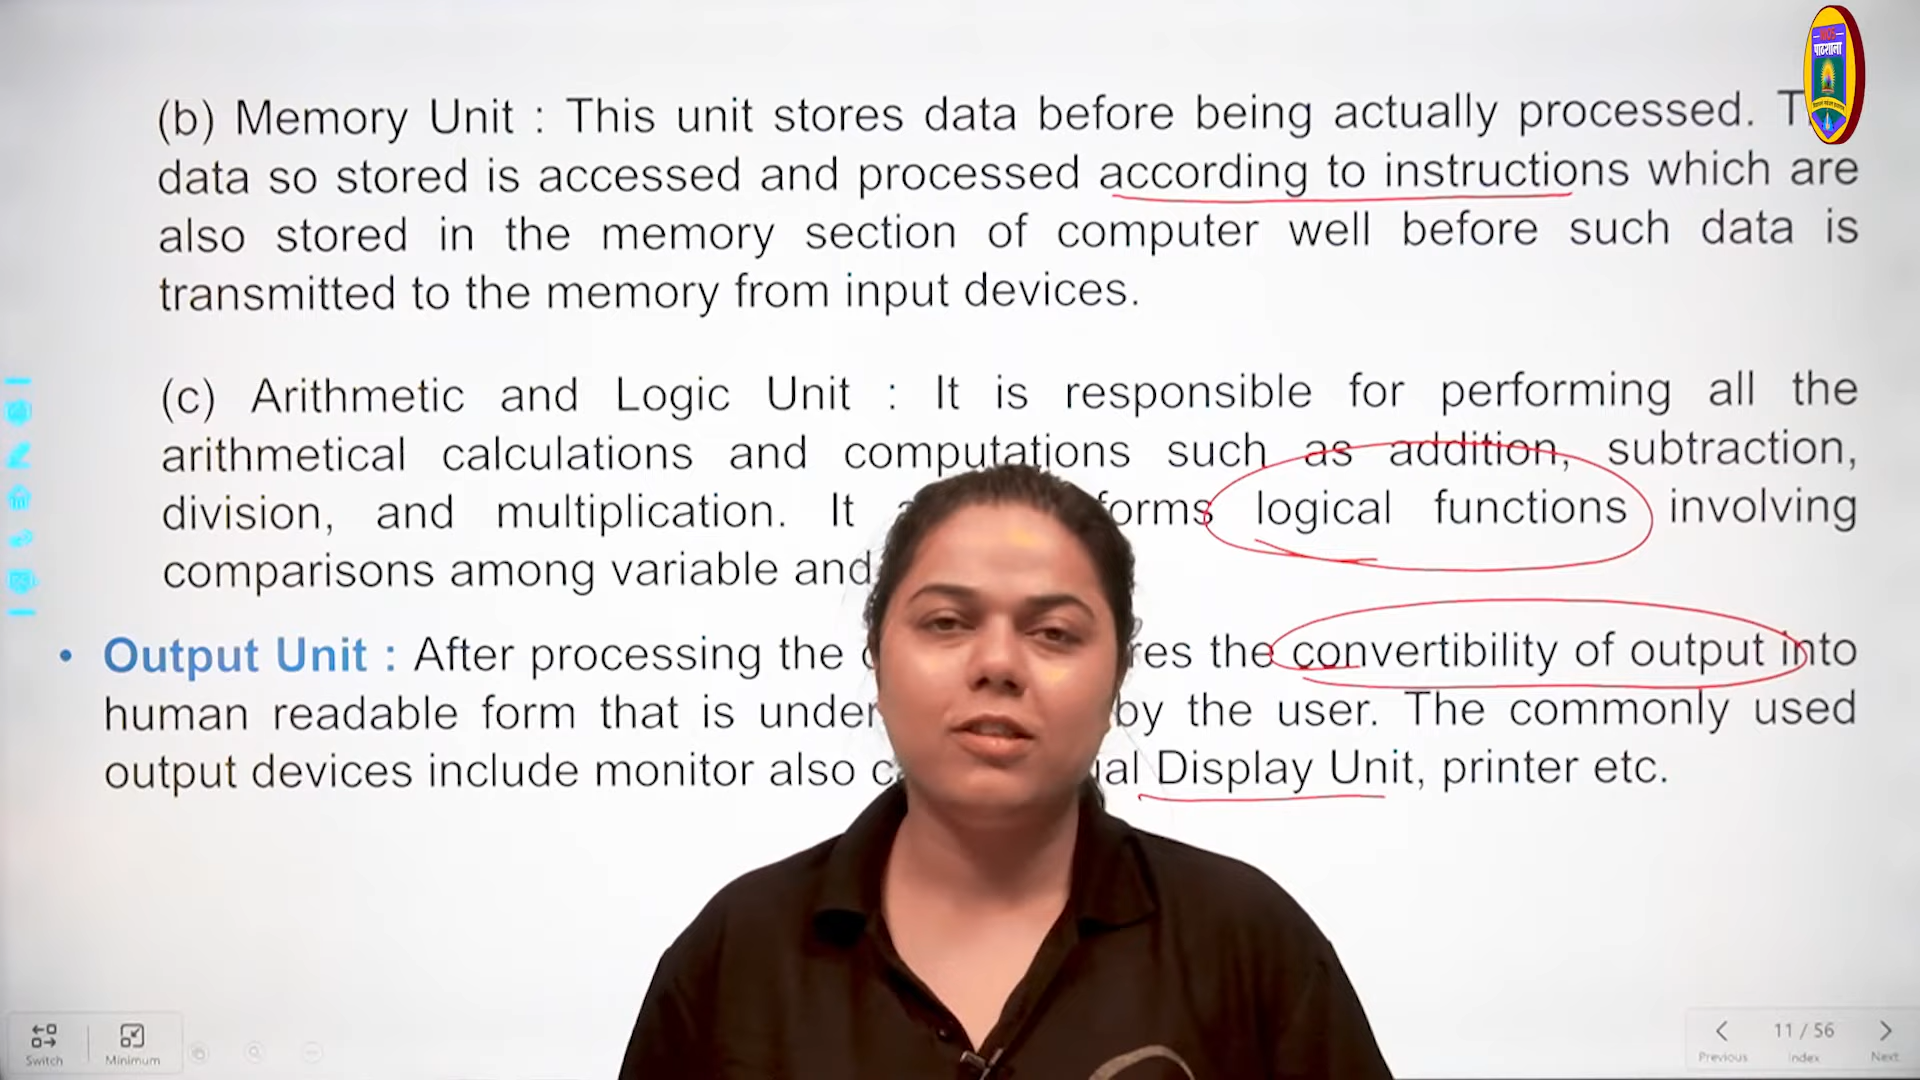 पाठशाला
(b) Memory Unit : This unit stores data before being actually processed.
data so stored is accessed and processed according to instructions which are
also stored in the memory section of computer well before such data is
transmitted to the memory from input devices.
(c) Arithmetic and Logic Unit : It is responsible for performing all the
arithmetical calculations and computations such as addition, subtraction,
division, and multiplication. It logical functions involving
comparisons among variable and
• Output Unit : After processing the the convertibility of output into
human readable form that is by the user. The commonly used
output devices include monitor also Display Unit, printer etc.
Switch
Minimum
11 / 56
Previous Index Next